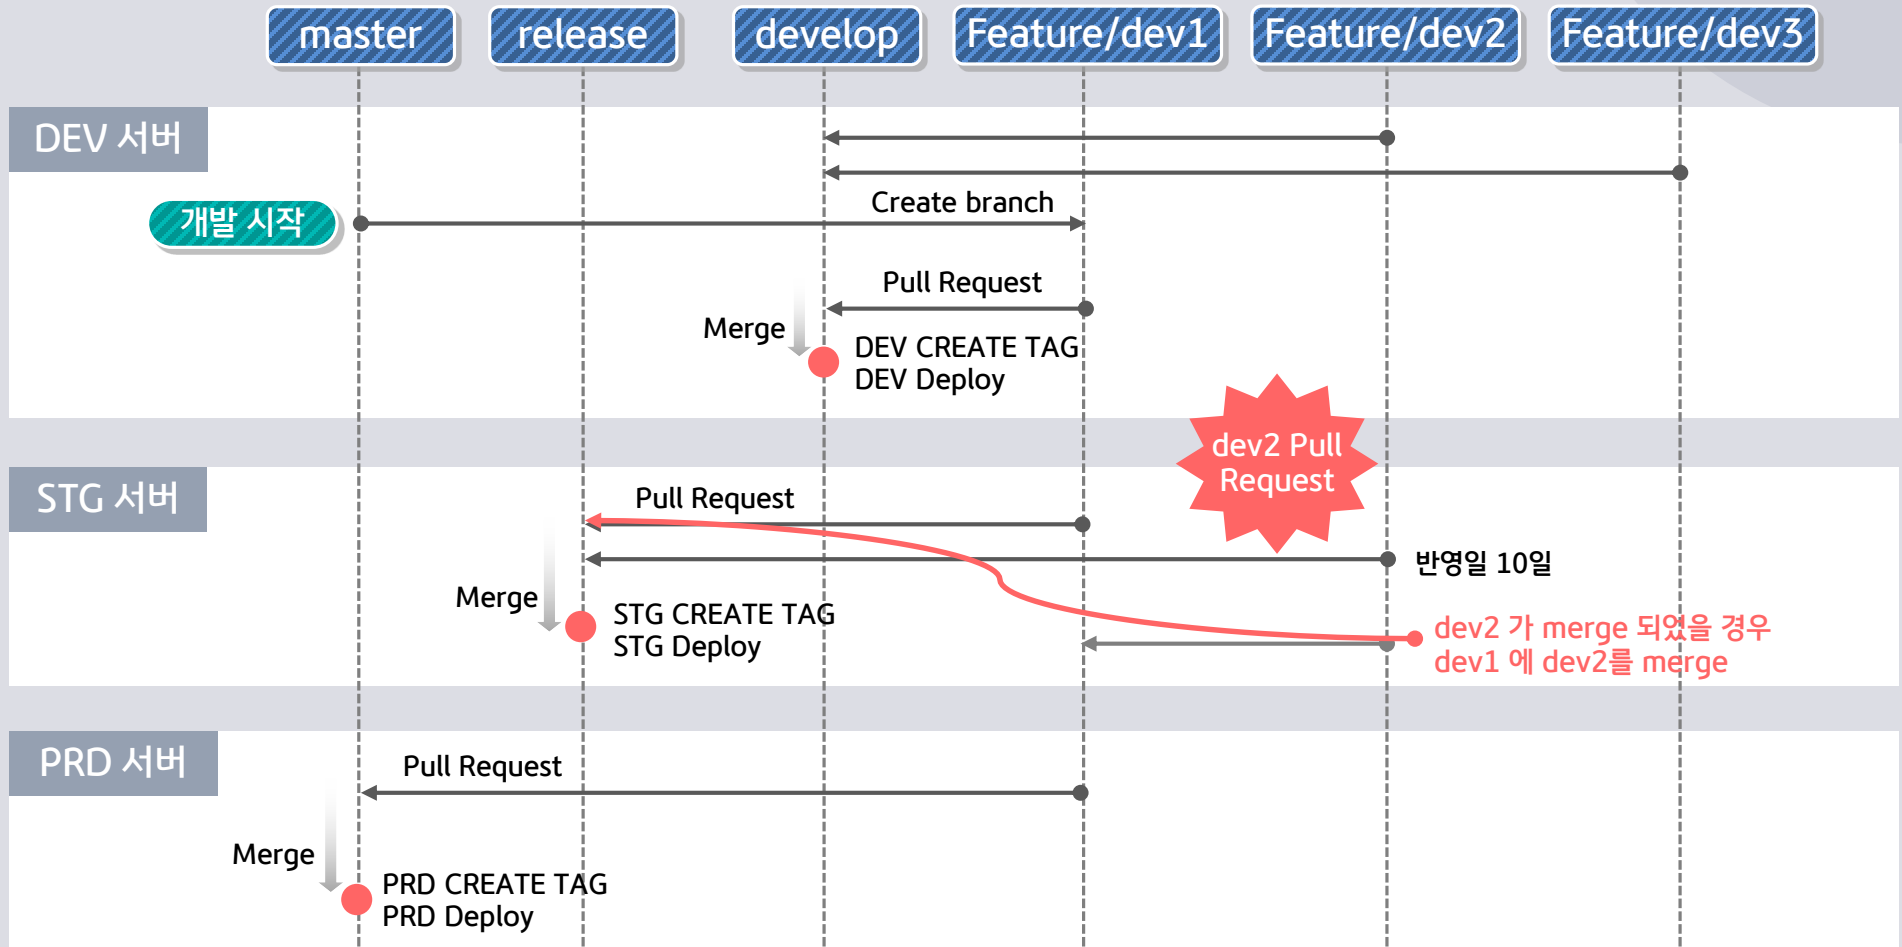 master
release
develop
Feature/dev1
Feature/dev2
Feature/dev3
DEV 서버
개발 시작
Create branch
Pull Request
Merge
DEV CREATE TAG
DEV Deploy
dev2 Pull
Request
STG 서버
Pull Request
반영일 10일
Merge
STG CREATE TAG
STG Deploy
dev2 가 merge 되었을 경우
dev1 에 dev2를 merge
PRD 서버
Pull Request
Merge
PRD CREATE TAG
PRD Deploy